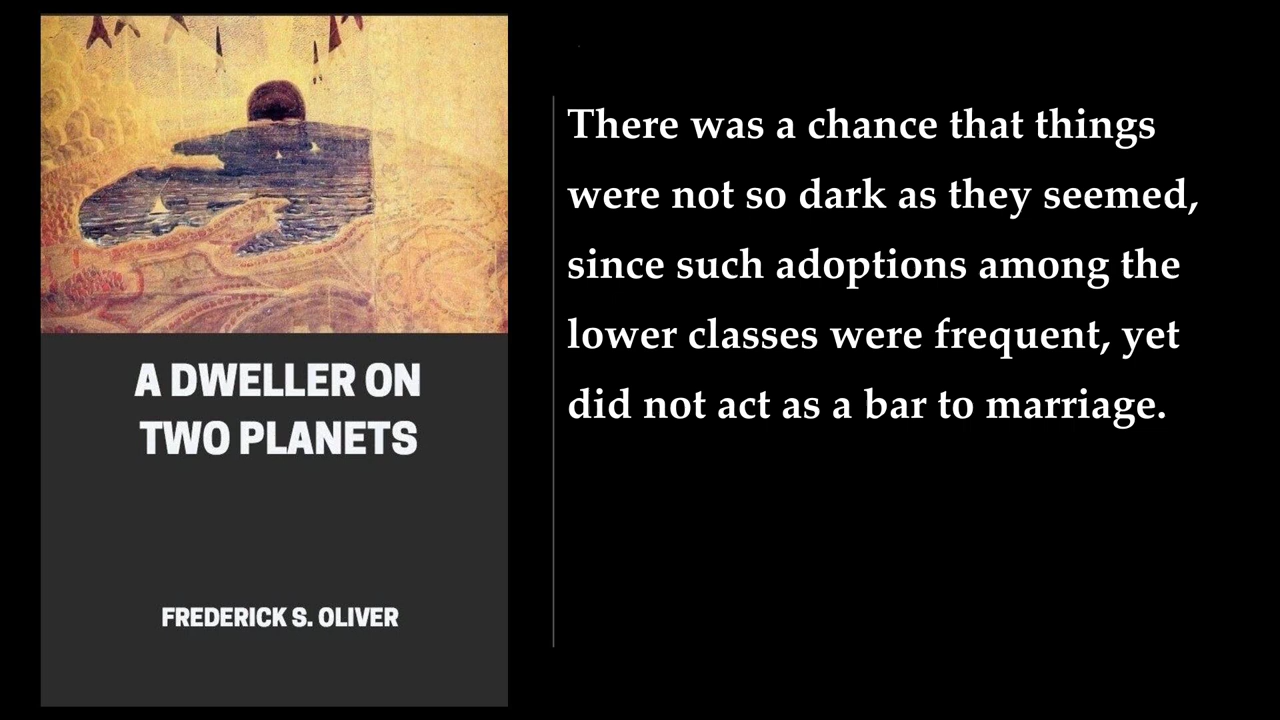 A DWELLER ON
TWO PLANETS
FREDERICK S. OLIVER
There was a chance that things
were not so dark as they seemed,
since such adoptions among the
lower classes were frequent, yet
did not act as a bar to marriage.